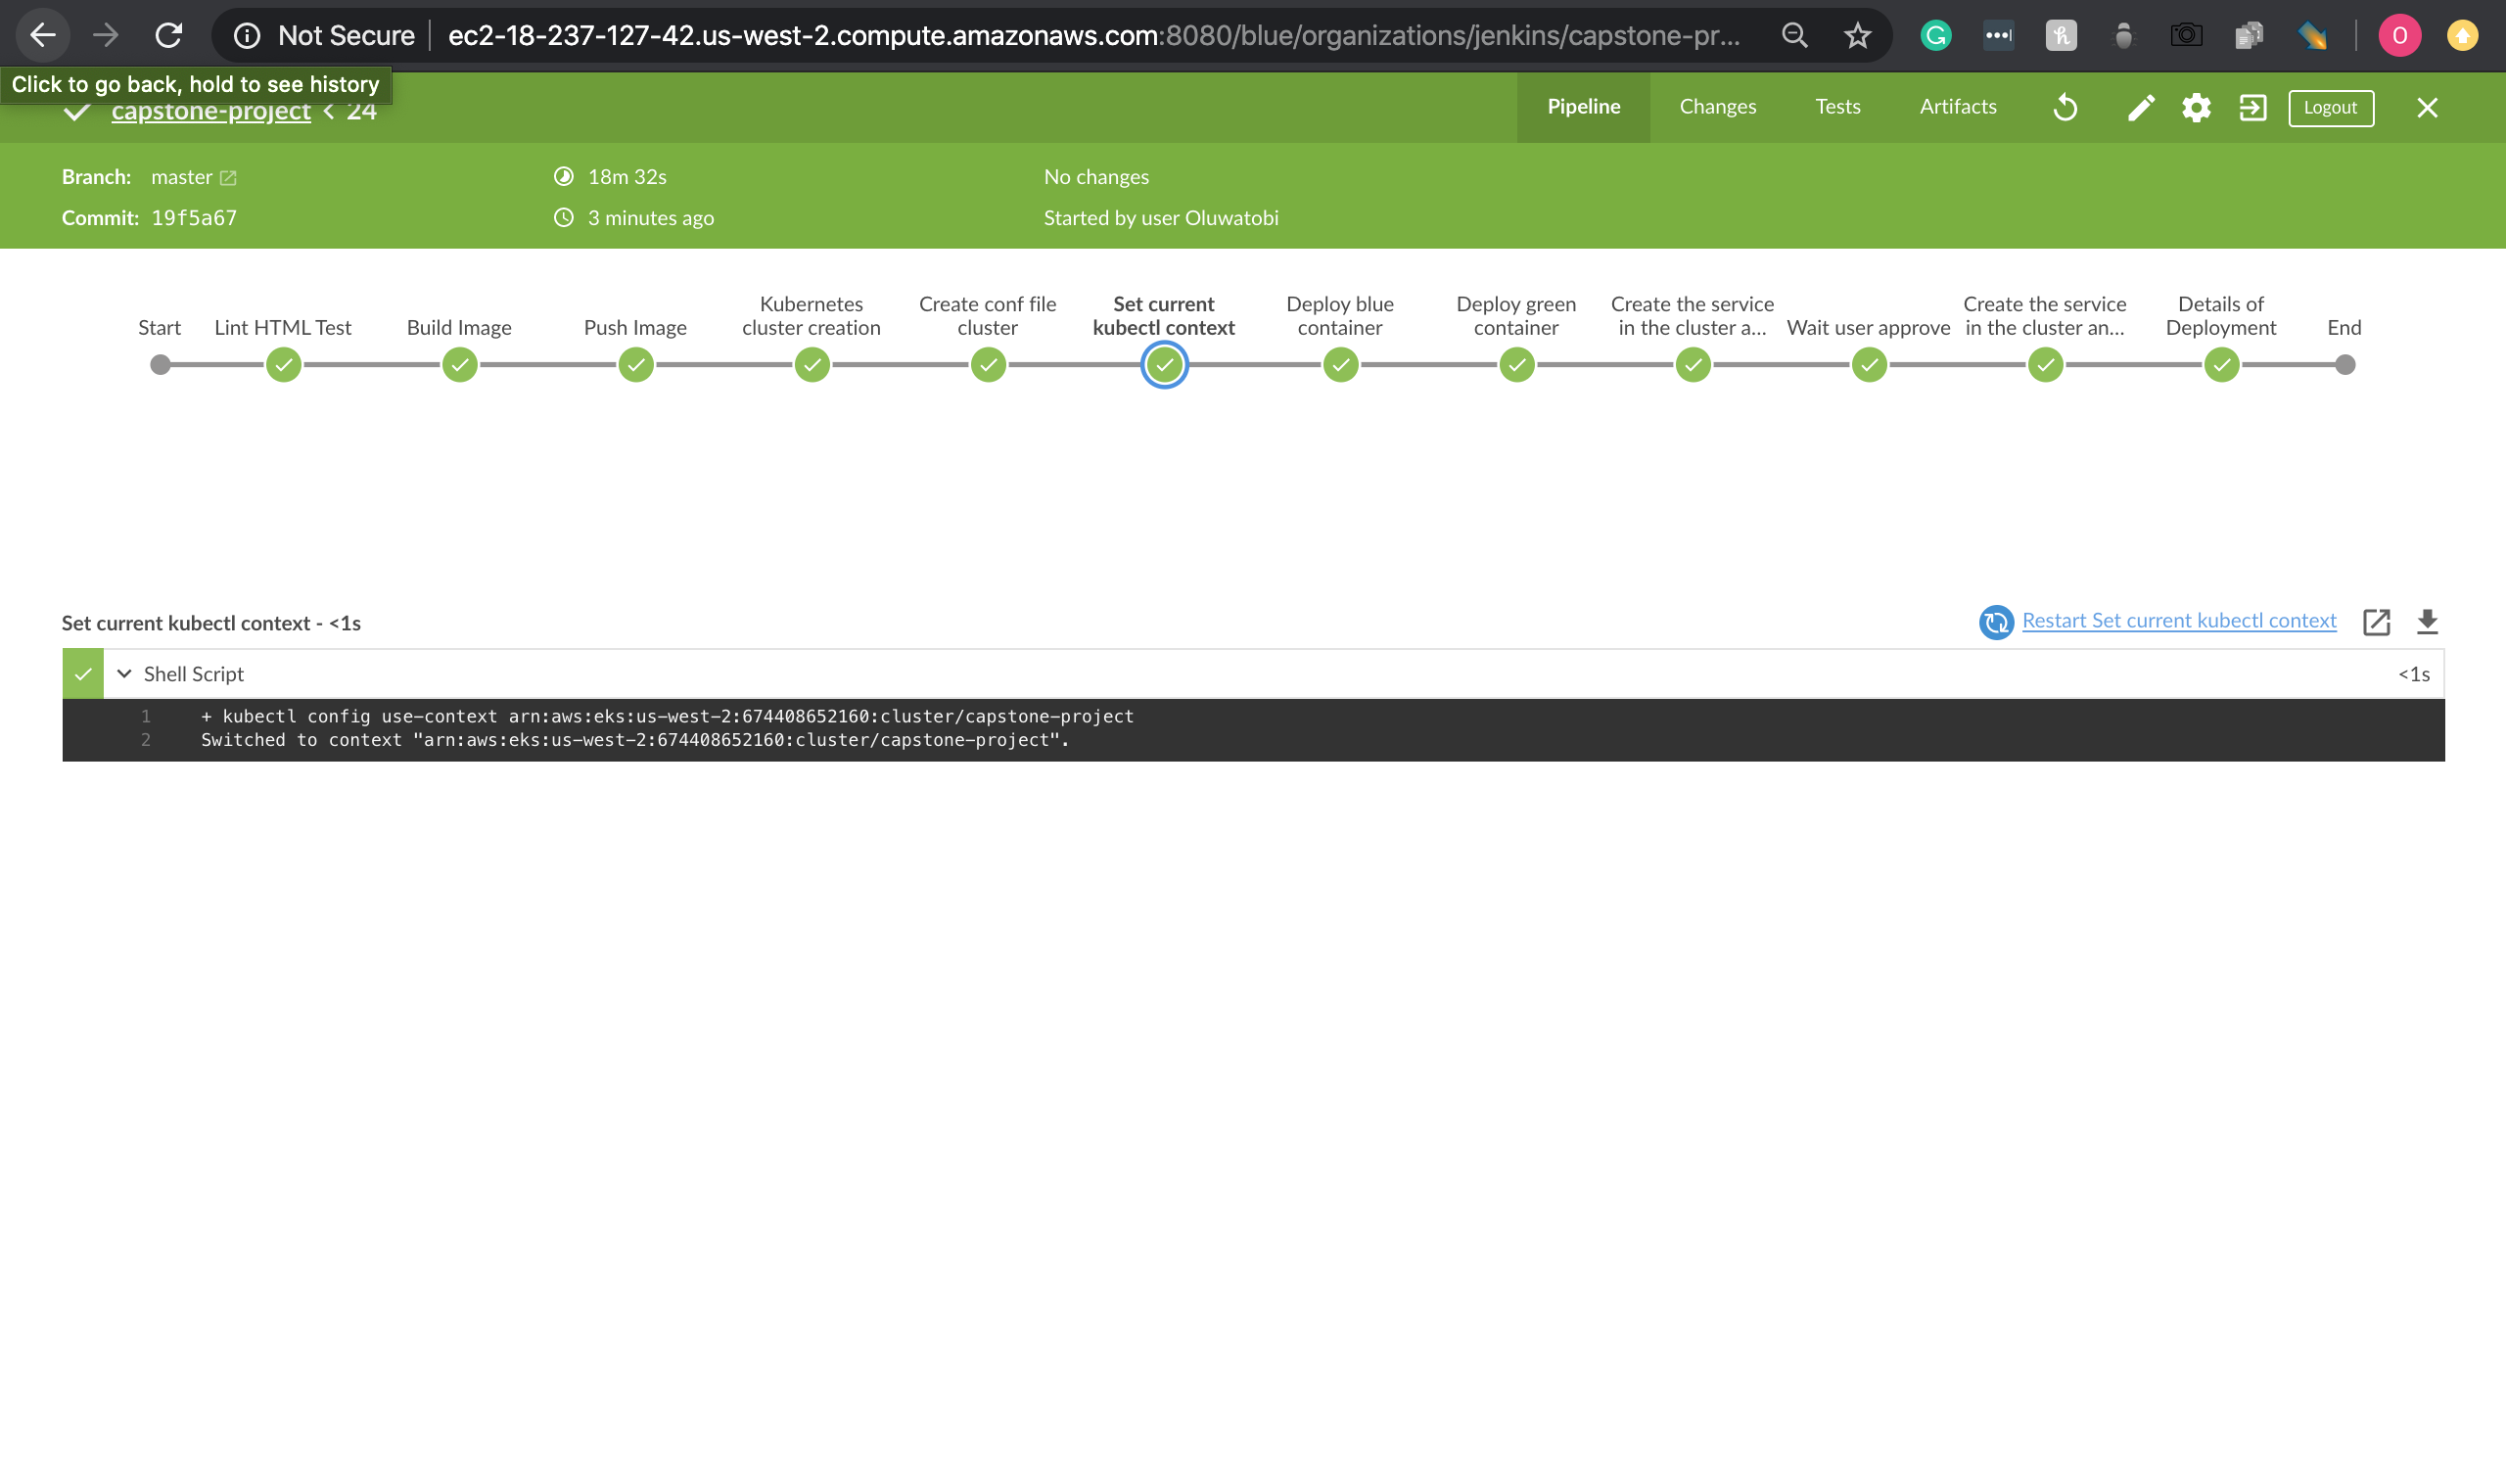 Not Secure ec2-18-237-127-42.us-west-2.compute.amazonaws.com:8080/blue/organizations/jenkins/capstone-pr... O
Click to go back, hold to see history
capstone-project < 24 Pipeline Changes Tests Artifacts Logout
Branch: master 18m 32s No changes
Commit: 19f5a67 3 minutes ago Started by user Oluwatobi
Start
Lint HTML Test
Build Image
Push Image
Kubernetes
cluster creation
Create conf file
cluster
Set current
kubectl context
Deploy blue
container
Deploy green
container
Create the service
in the cluster a...
Wait user approve
Create the service
in the cluster an...
Details of
Deployment
End
Set current kubectl context - <1s Restart Set current kubectl context
Shell Script <1s
1 + kubectl config use-context arn:aws:eks:us-west-2:674408652160:cluster/capstone-project
2 Switched to context "arn:aws:eks:us-west-2:674408652160:cluster/capstone-project".